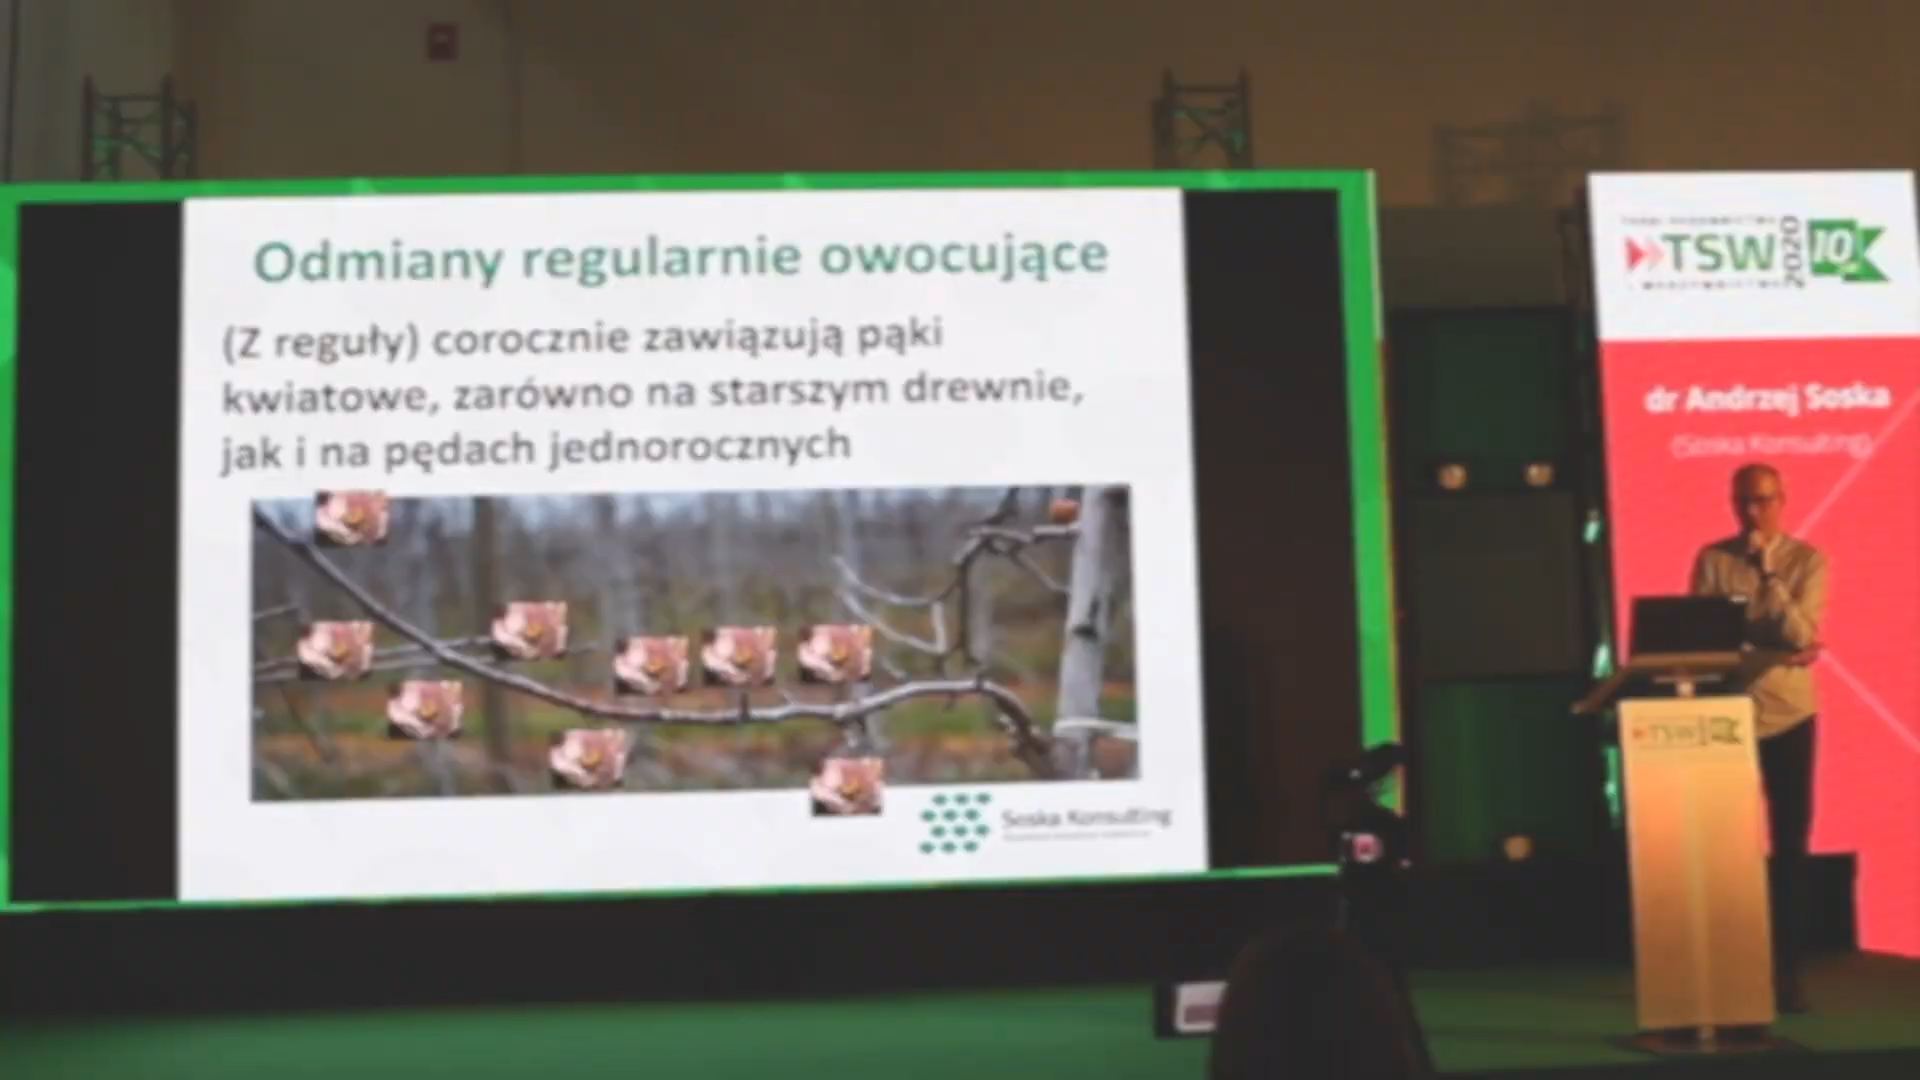 Odmiany regularnie owocujące
(Z reguły) corocznie zawiązują pąki
kwiatowe, zarówno na starszym drewnie,
jak i na pędach jednorocznych
Soska Konsulting
TSW
2020
10
dr Andrzej Soska
(Soska Konsulting)
TSW